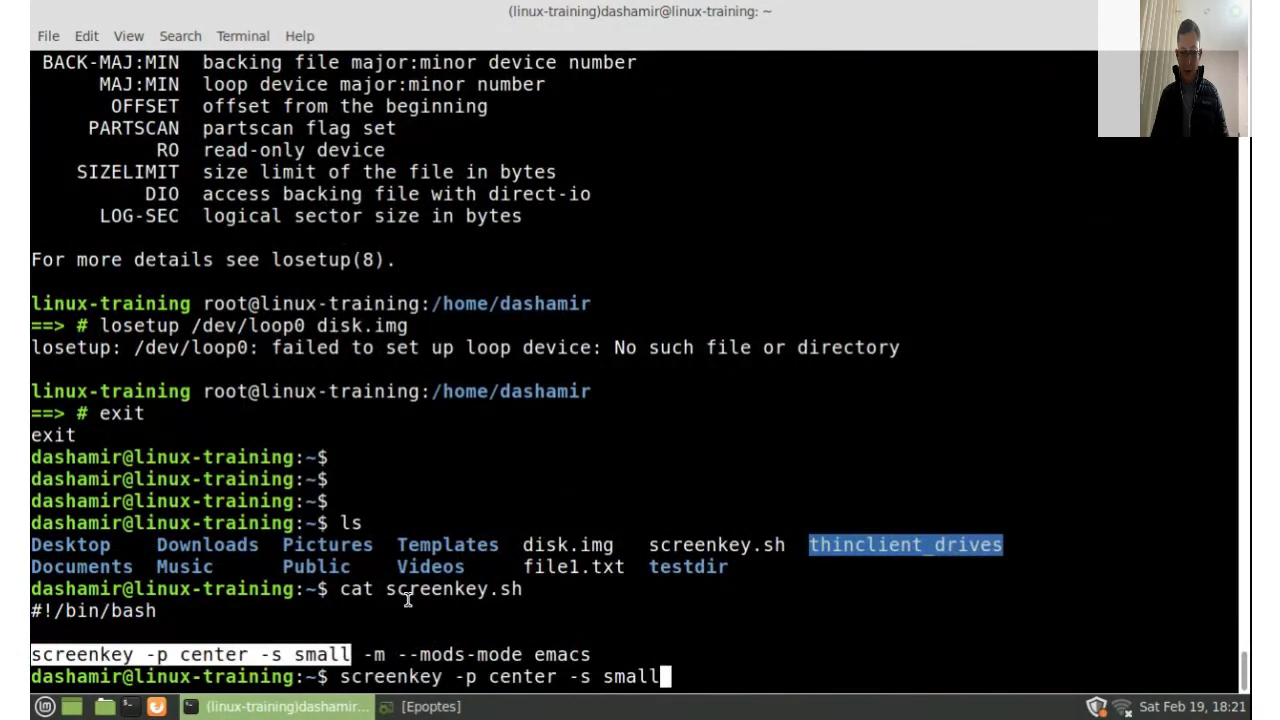 (linux-training)dashamir@linux-training: ~
File Edit View Search Terminal Help
BACK-MAJ:MIN backing file major:minor device number
MAJ:MIN loop device major:minor number
OFFSET offset from the beginning
PARTSCAN partscan flag set
RO read-only device
SIZELIMIT size limit of the file in bytes
DIO access backing file with direct-io
LOG-SEC logical sector size in bytes
For more details see losetup(8).
linux-training root@linux-training:/home/dashamir
==> # losetup /dev/loop0 disk.img
losetup: /dev/loop0: failed to set up loop device: No such file or directory
linux-training root@linux-training:/home/dashamir
==> # exit
exit
dashamir@linux-training:~$
dashamir@linux-training:~$
dashamir@linux-training:~$
dashamir@linux-training:~$ ls
Desktop Downloads Pictures Templates disk.img screenkey.sh thinclient_drives
Documents Music Public Videos file1.txt testdir
dashamir@linux-training:~$ cat screenkey.sh
#!/bin/bash
screenkey -p center -s small -m --mods-mode emacs
dashamir@linux-training:~$ screenkey -p center -s small
(linux-training)dashamir... [Epoptes] Sat Feb 19, 18:21